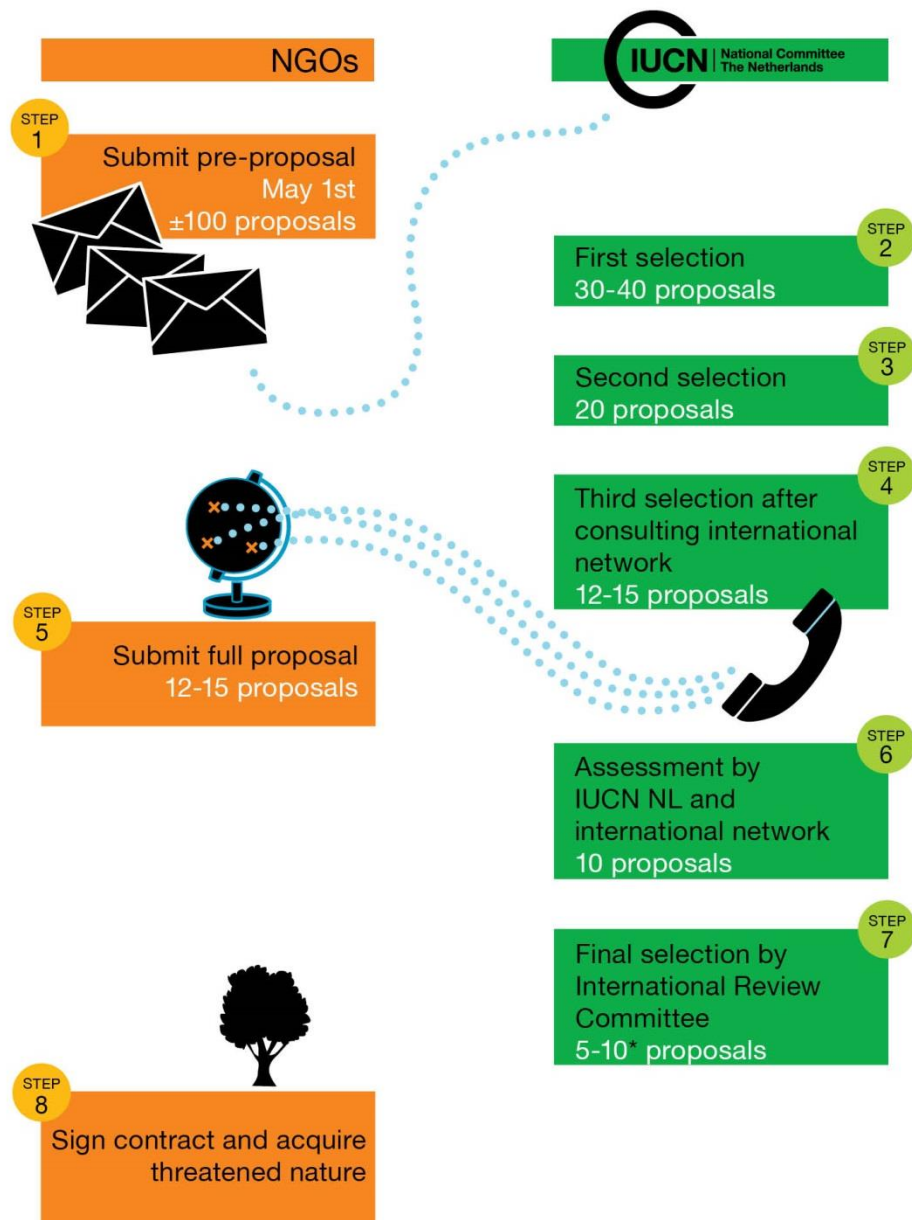 NGOs
IUCN
National Committee
The Netherlands
STEP
1
Submit pre-proposal
May 1st
±100 proposals
STEP
2
First selection
30-40 proposals
STEP
3
Second selection
20 proposals
STEP
4
Third selection after
consulting international
network
12-15 proposals
STEP
5
Submit full proposal
12-15 proposals
STEP
6
Assessment by
IUCN NL and
international network
10 proposals
STEP
7
Final selection by
International Review
Committee
5-10* proposals
STEP
8
Sign contract and acquire
threatened nature